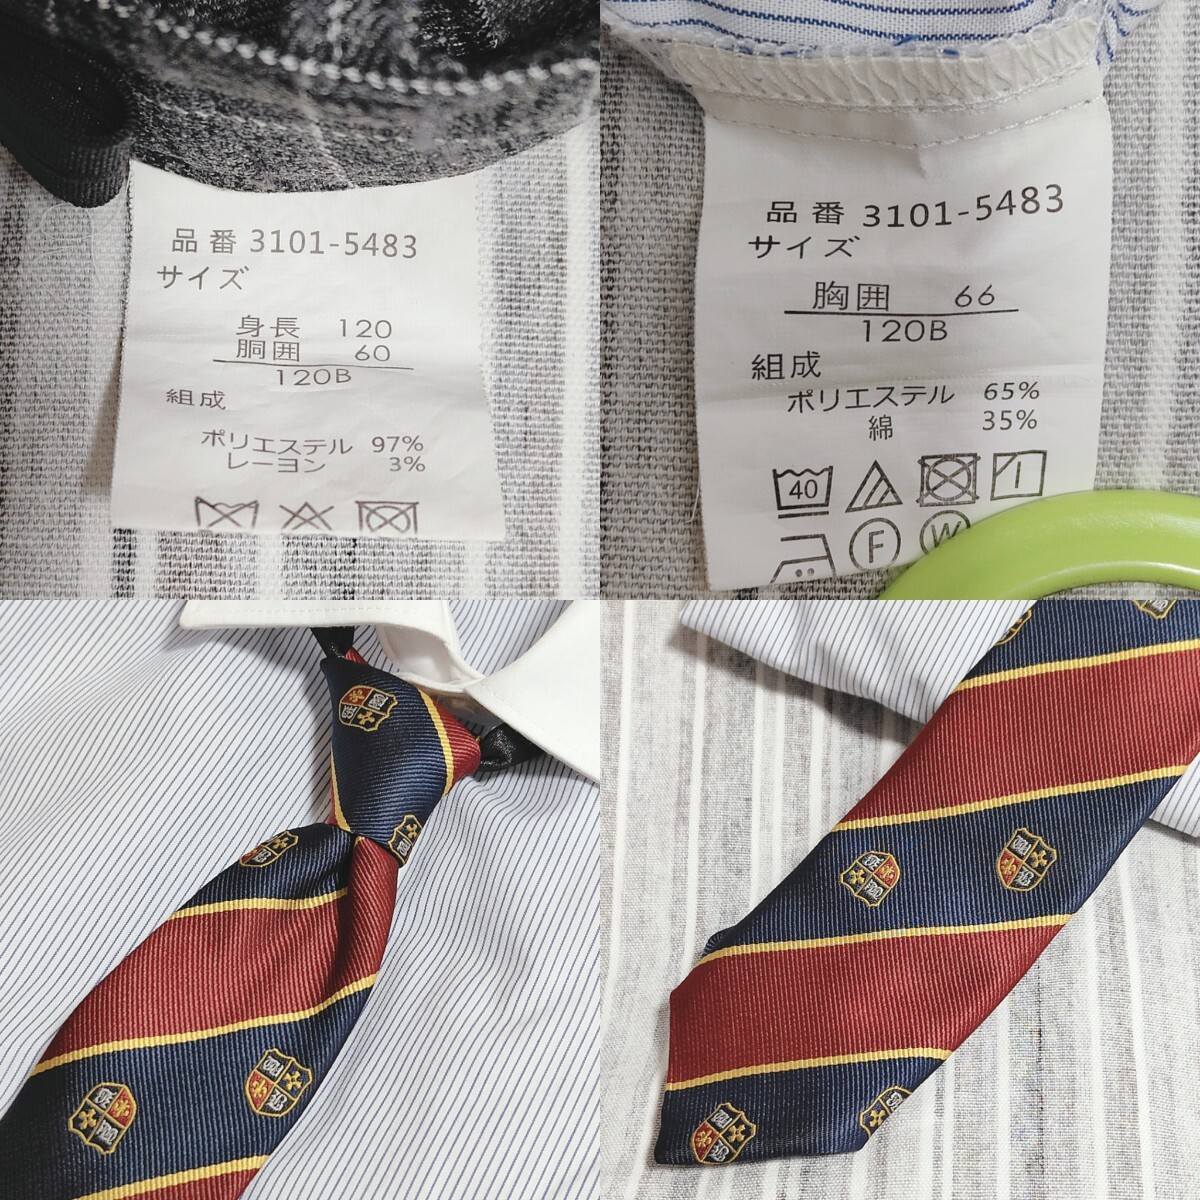 品番 3101-5483
サイズ
身長 120
胴囲 60
120B
組成
ポリエステル 97%
レーヨン 3%
品番 3101-5483
サイズ
胸囲 66
120B
組成
ポリエステル 65%
綿 35%
40
F W